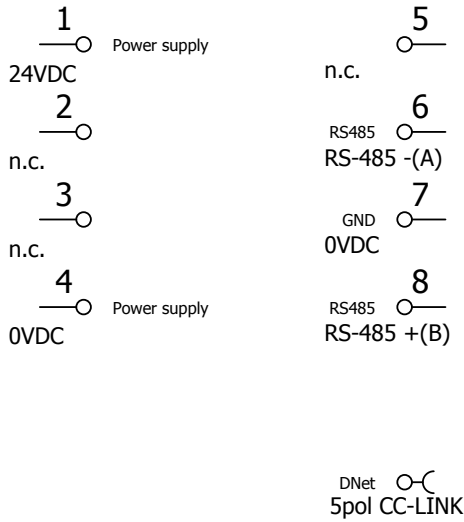 1
Power supply
24VDC
2
n.c.
3
n.c.
4
Power supply
0VDC
5
n.c.
6
RS485
RS-485 -(A)
7
GND
0VDC
8
RS485
RS-485 +(B)
DNet
5pol CC-LINK